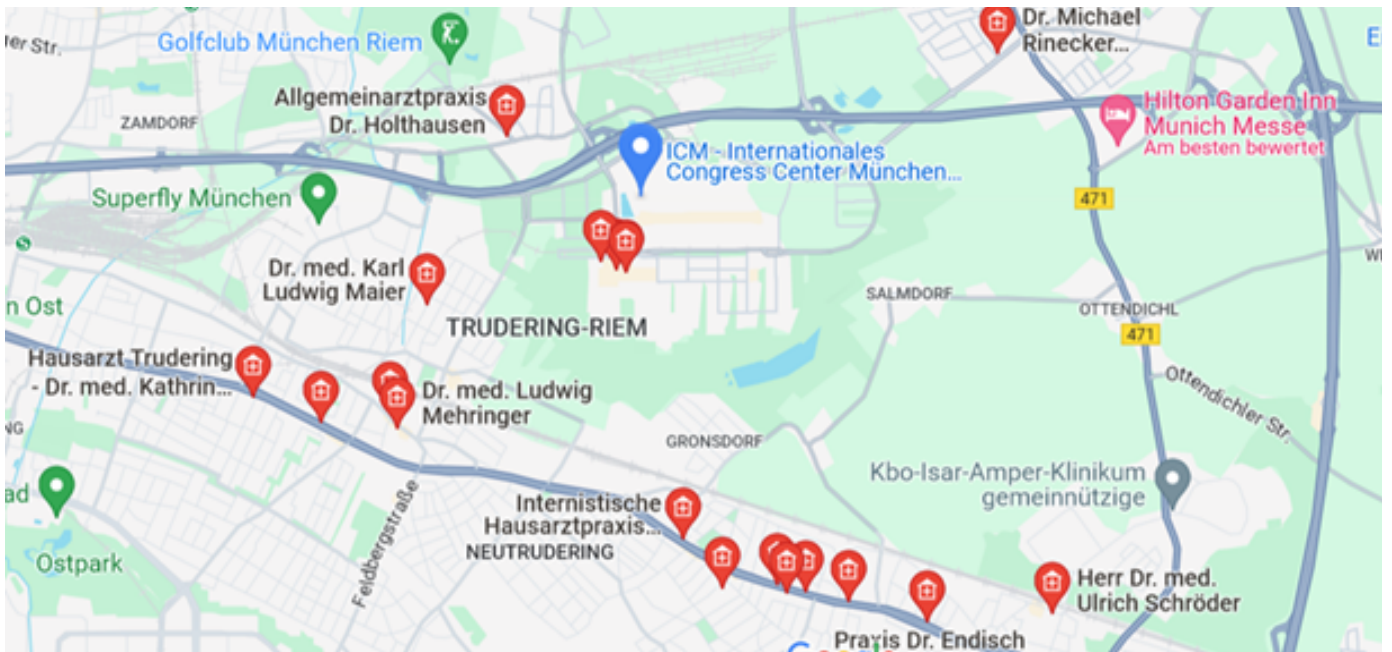 er Str.
Golfclub München Riem
Dr. Michael
Rinecker...
Allgemeinarztpraxis
Dr. Holthausen
ZAMDORF
Hilton Garden Inn
Munich Messe
Am besten bewertet
ICM - Internationales
Congress Center München...
Superfly München
471
Dr. med. Karl
Ludwig Maier
SALMDORF
OTTENDICHL
n Ost
TRUDERING-RIEM
471
Hausarzt Trudering
- Dr. med. Kathrin...
Dr. med. Ludwig
Mehringer
Ottendichler Str.
GRONSDORF
Kbo-Isar-Amper-Klinikum
gemeinnützige
ad
Internistische
Hausarztpraxis...
NEUTRUDERING
Feldbergstraße
Ostpark
Herr Dr. med.
Ulrich Schröder
Praxis Dr. Endisch